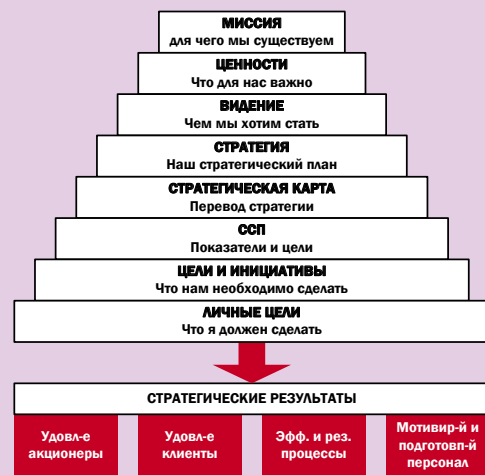 МИССИЯ
для чего мы существуем
ЦЕННОСТИ
Что для нас важно
ВИДЕНИЕ
Чем мы хотим стать
СТРАТЕГИЯ
Наш стратегический план
СТРАТЕГИЧЕСКАЯ КАРТА
Перевод стратегии
ССП
Показатели и цели
ЦЕЛИ И ИНИЦИАТИВЫ
Что нам необходимо сделать
ЛИЧНЫЕ ЦЕЛИ
Что я должен сделать
СТРАТЕГИЧЕСКИЕ РЕЗУЛЬТАТЫ
Удовл-е
акционеры
Удовл-е
клиенты
Эфф. и рез.
процессы
Мотивир-й и
подготовп-й
персонал